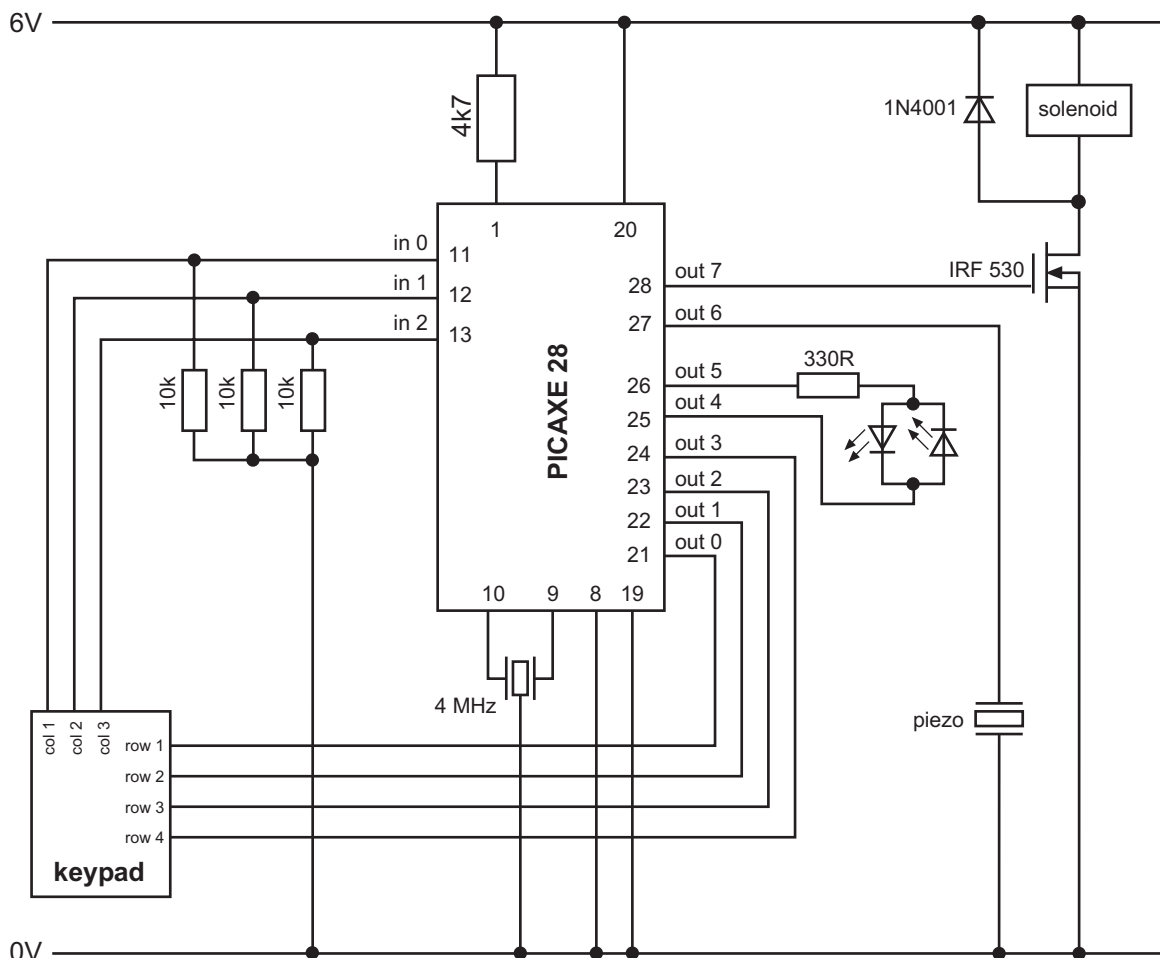 6V
4k7
1N4001
solenoid
1
20
in 0
11
in 1
12
in 2
13
10k
10k
10k
PICAXE 28
28
out 7
IRF 530
27
out 6
26
out 5
330R
25
out 4
24
out 3
23
out 2
22
out 1
21
out 0
10
9
8
19
4 MHz
piezo
col 1
col 2
col 3
row 1
row 2
row 3
row 4
keypad
0V